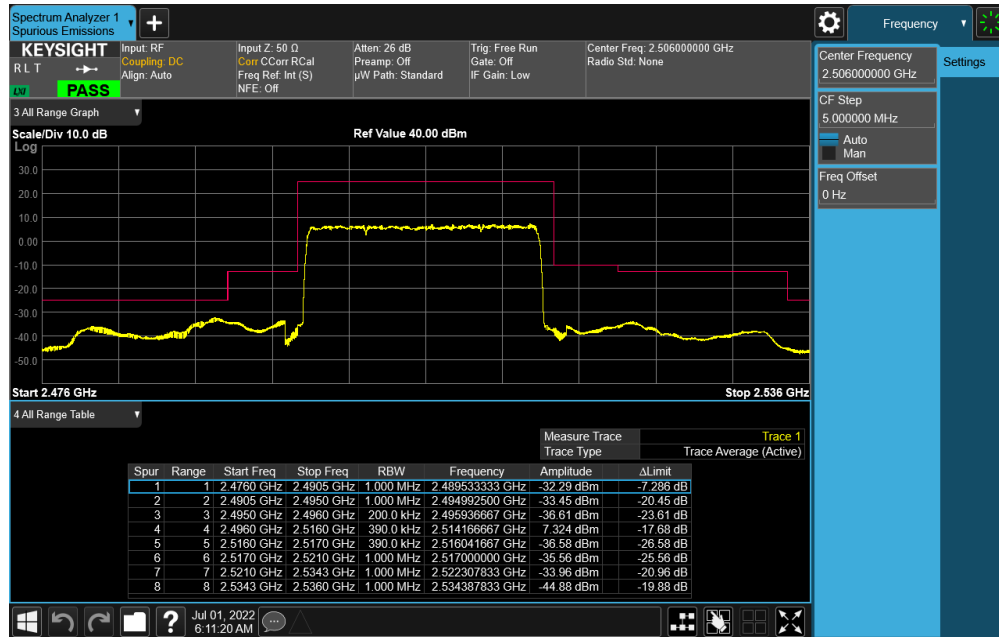 Spectrum Analyzer 1
Spurious Emissions
Frequency
KEYSIGHT
R L T
LXI
PASS
Input: RF
Coupling: DC
Align: Auto
Input Z: 50 Ω
Corr CCorr RCal
Freq Ref: Int (S)
NFE: Off
Atten: 26 dB
Preamp: Off
µW Path: Standard
Trig: Free Run
Gate: Off
IF Gain: Low
Center Freq: 2.506000000 GHz
Radio Std: None
Center Frequency
2.506000000 GHz
Settings
CF Step
5.000000 MHz
Auto
Man
Freq Offset
0 Hz
3 All Range Graph
Scale/Div 10.0 dB
Ref Value 40.00 dBm
Log
30.0
20.0
10.0
0.00
-10.0
-20.0
-30.0
-40.0
-50.0
Start 2.476 GHz
Stop 2.536 GHz
4 All Range Table
Measure Trace Trace 1
Trace Type Trace Average (Active)
Spur Range Start Freq Stop Freq RBW Frequency Amplitude ΔLimit
1 1 2.4760 GHz 2.4905 GHz 1.000 MHz 2.489533333 GHz -32.29 dBm -7.286 dB
2 2 2.4905 GHz 2.4950 GHz 1.000 MHz 2.494992500 GHz -33.45 dBm -20.45 dB
3 3 2.4950 GHz 2.4960 GHz 200.0 kHz 2.495936667 GHz -36.61 dBm -23.61 dB
4 4 2.4960 GHz 2.5160 GHz 390.0 kHz 2.514166667 GHz 7.324 dBm -17.68 dB
5 5 2.5160 GHz 2.5170 GHz 390.0 kHz 2.516041667 GHz -36.58 dBm -26.58 dB
6 6 2.5170 GHz 2.5210 GHz 1.000 MHz 2.517000000 GHz -35.56 dBm -25.56 dB
7 7 2.5210 GHz 2.5343 GHz 1.000 MHz 2.522307833 GHz -33.96 dBm -20.96 dB
8 8 2.5343 GHz 2.5360 GHz 1.000 MHz 2.534387833 GHz -44.88 dBm -19.88 dB
Jul 01, 2022
6:11:20 AM